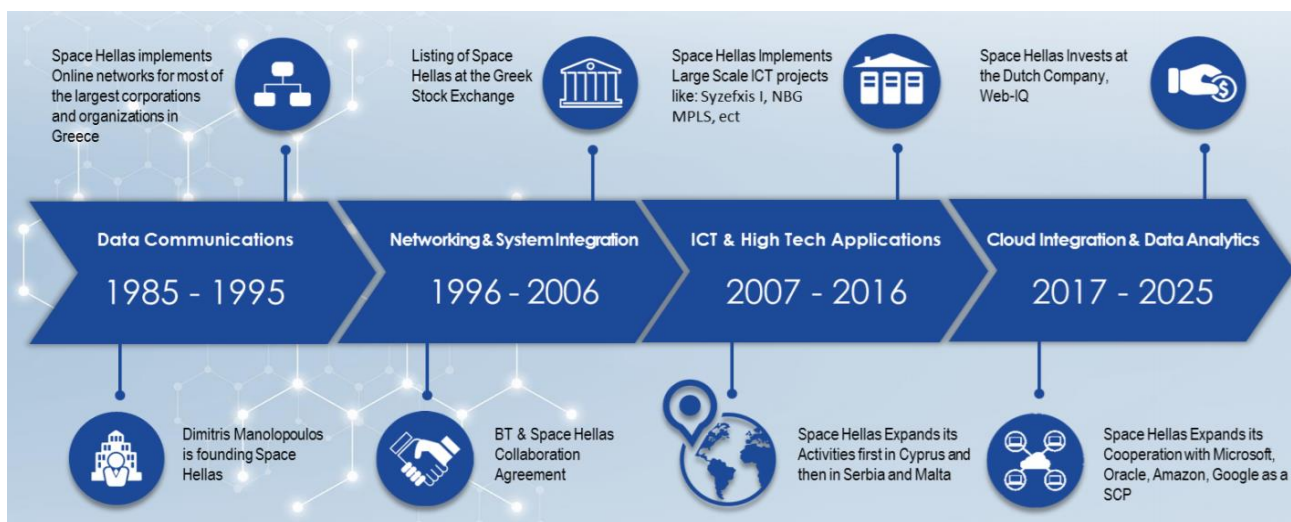 Space Hellas implements
Online networks for most of
the largest corporations
and organizations in
Greece
Listing of Space
Hellas at the Greek
Stock Exchange
Space Hellas Implements
Large Scale ICT projects
like: Syzefxis I, NBG
MPLS, ect
Space Hellas Invests at
the Dutch Company,
Web-IQ
Data Communications
1985 - 1995
Networking & System Integration
1996 - 2006
ICT & High Tech Applications
2007 - 2016
Cloud Integration & Data Analytics
2017 - 2025
Dimitris Manolopoulos
is founding Space
Hellas
BT & Space Hellas
Collaboration
Agreement
Space Hellas Expands its
Activities first in Cyprus and
then in Serbia and Malta
Space Hellas Expands its
Cooperation with Microsoft,
Oracle, Amazon, Google as a
SCP